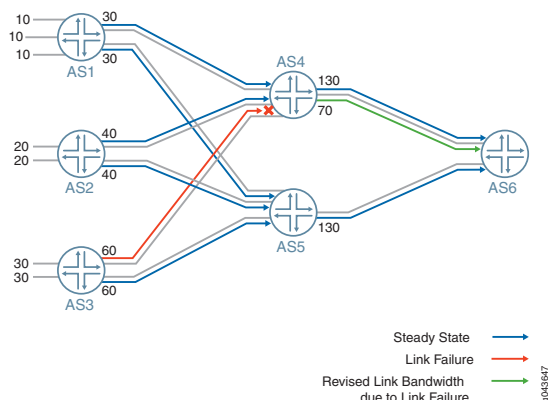 10
10
10
30
30
AS1
20
20
40
40
AS2
30
30
60
60
AS3
AS4
130
70
AS5
130
AS6
Steady State
Link Failure
Revised Link Bandwidth
due to Link Failure